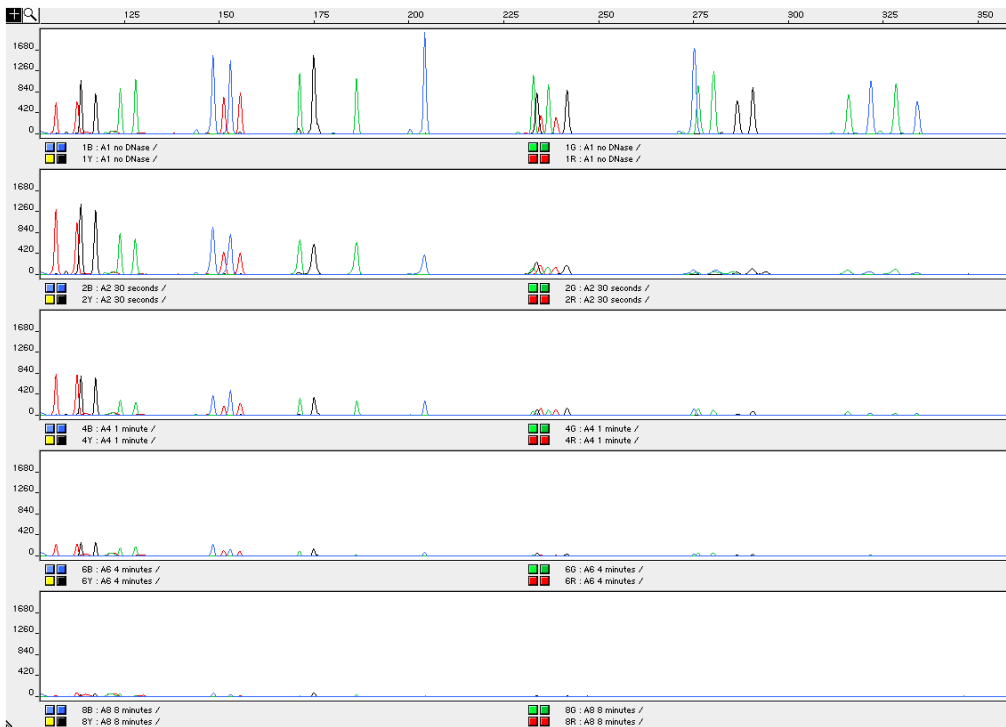 125 150 175 200 225 250 275 300 325 350
1680
1260
840
420
0
1B : A1 no DNase / 1G : A1 no DNase /
1Y : A1 no DNase / 1R : A1 no DNase /
1680
1260
840
420
0
2B : A2 30 seconds / 2G : A2 30 seconds /
2Y : A2 30 seconds / 2R : A2 30 seconds /
1680
1260
840
420
0
4B : A4 1 minute / 4G : A4 1 minute /
4Y : A4 1 minute / 4R : A4 1 minute /
1680
1260
840
420
0
6B : A6 4 minutes / 6G : A6 4 minutes /
6Y : A6 4 minutes / 6R : A6 4 minutes /
1680
1260
840
420
0
8B : A8 8 minutes / 8G : A8 8 minutes /
8Y : A8 8 minutes / 8R : A8 8 minutes /